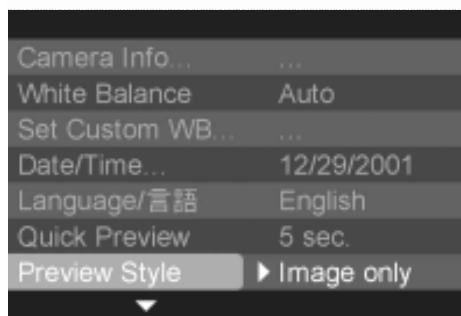 Camera Info... ...
White Balance Auto
Set Custom WB... ...
Date/Time... 12/29/2001
Language/言語 English
Quick Preview 5 sec.
Preview Style Image only